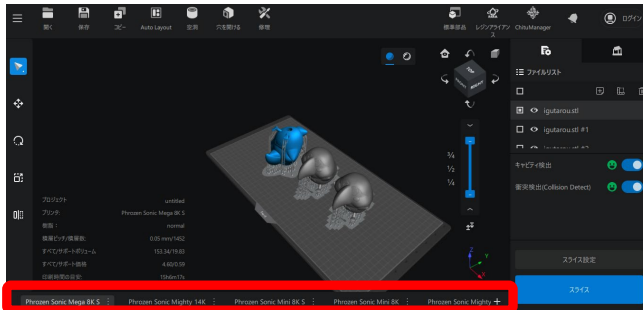 開く 保存 コピー Auto Layout 定員 穴を開ける 修理 標準部品 レジンアライアンス ChituManager ログイン
ファイルリスト
igutarou.stl
igutarou.stl #1
キャビティ検出
衝突検出(Collision Detect)
TOP
¾
½
¼
プロジェクト untitled
プリンタ: Phrozen Sonic Mega 8K S
樹脂: normal
積層ピッチ/積層数: 0.05 mm/1452
すべて/サポートボリューム 153.34/19.83
すべて/サポート価格 4.60/0.59
印刷時間の設定: 15h6m17s
Z
Y
X
スライス設定
スライス
Phrozen Sonic Mega 8K S Phrozen Sonic Mighty 14K Phrozen Sonic Mini 8K S Phrozen Sonic Mini 8K Phrozen Sonic Mighty +